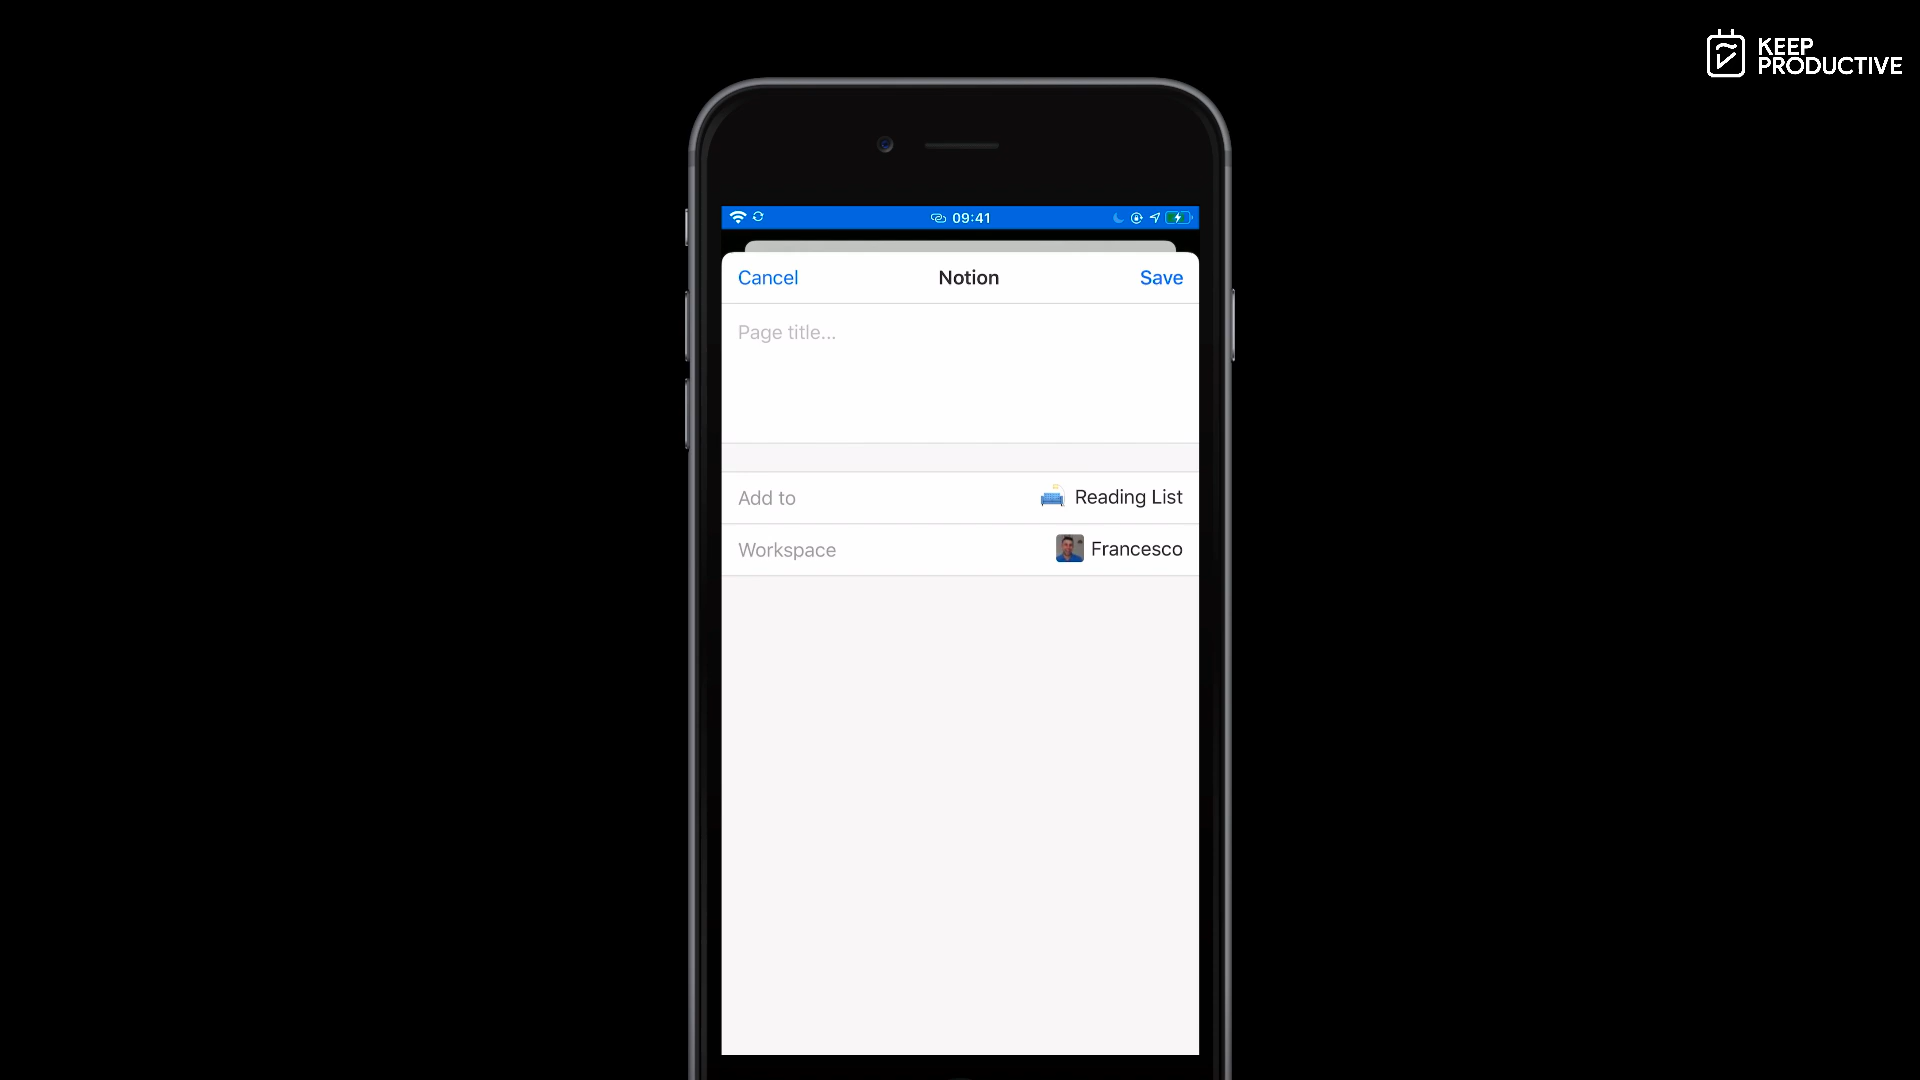 KEEP
PRODUCTIVE
09:41
Cancel
Notion
Save
Page title...
Add to
Reading List
Workspace
Francesco